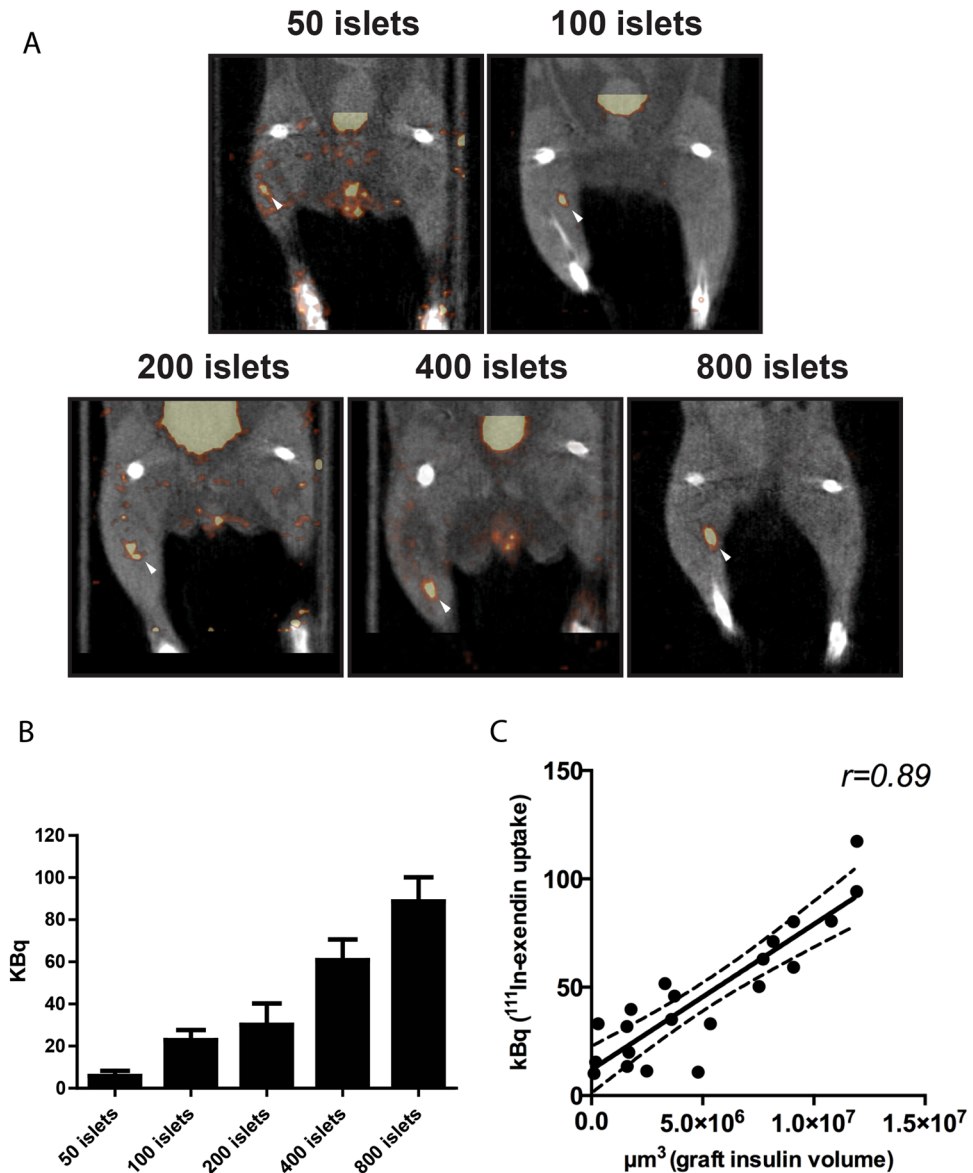 A
50 islets
100 islets
200 islets
400 islets
800 islets
B
KBq
120
100
80
60
40
20
0
50 islets
100 islets
200 islets
400 islets
800 islets
C
kBq (¹¹¹In-exendin uptake)
150
100
50
0
r=0.89
0.0
5.0×10⁶
1.0×10⁷
1.5×10⁷
µm³ (graft insulin volume)